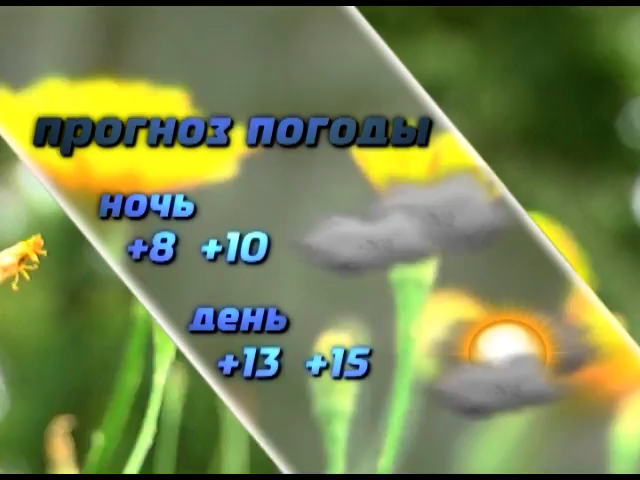 прогноз погоды
ночь
+8 +10
день
+13 +15